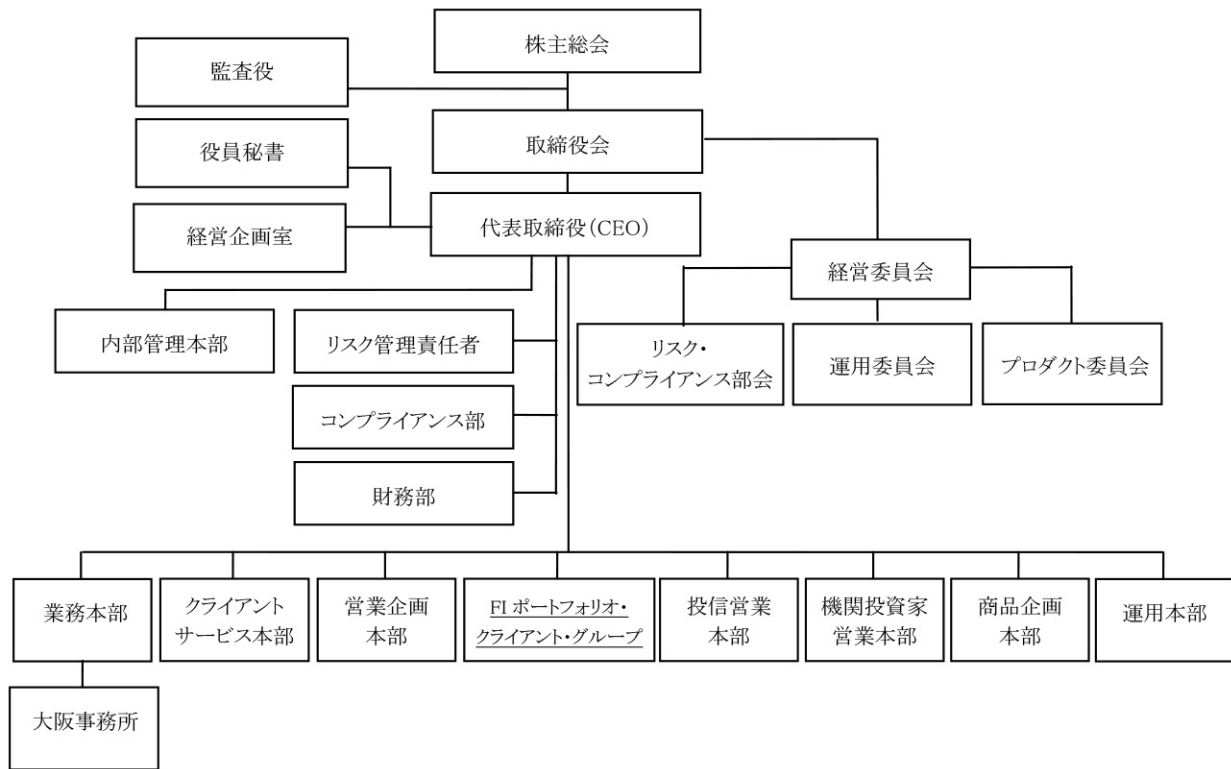 株主総会
監査役
取締役会
役員秘書
代表取締役(CEO)
経営企画室
経営委員会
内部管理本部
リスク管理責任者
リスク・
コンプライアンス部会
運用委員会
プロダクト委員会
コンプライアンス部
財務部
業務本部
クライアント
サービス本部
営業企画
本部
FI ポートフォリオ・
クライアント・グループ
投信営業
本部
機関投資家
営業本部
商品企画
本部
運用本部
大阪事務所